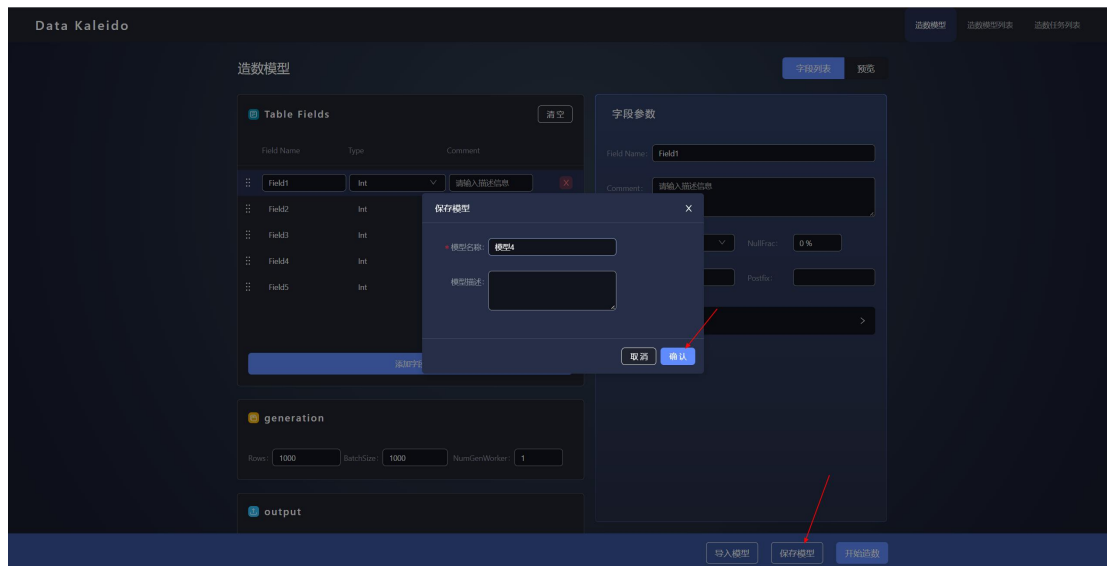 Data Kaleido 造数模型 造数模型列表 造数任务列表
造数模型 字段列表 预览
Table Fields 清空 字段参数
Field Name Type Comment Field Name: Field1
Field1 Int 请输入描述信息 X Comment: 请输入描述信息
Field2 Int
Field3 Int NullFrac: 0 %
Field4 Int
Field5 Int Postfix:
保存模型 X
* 模型名称: 模型4
模型描述:
取消 确认
添加字
generation
Rows: 1000 BatchSize: 1000 NumGenWorker: 1
output
导入模型 保存模型 开始造数